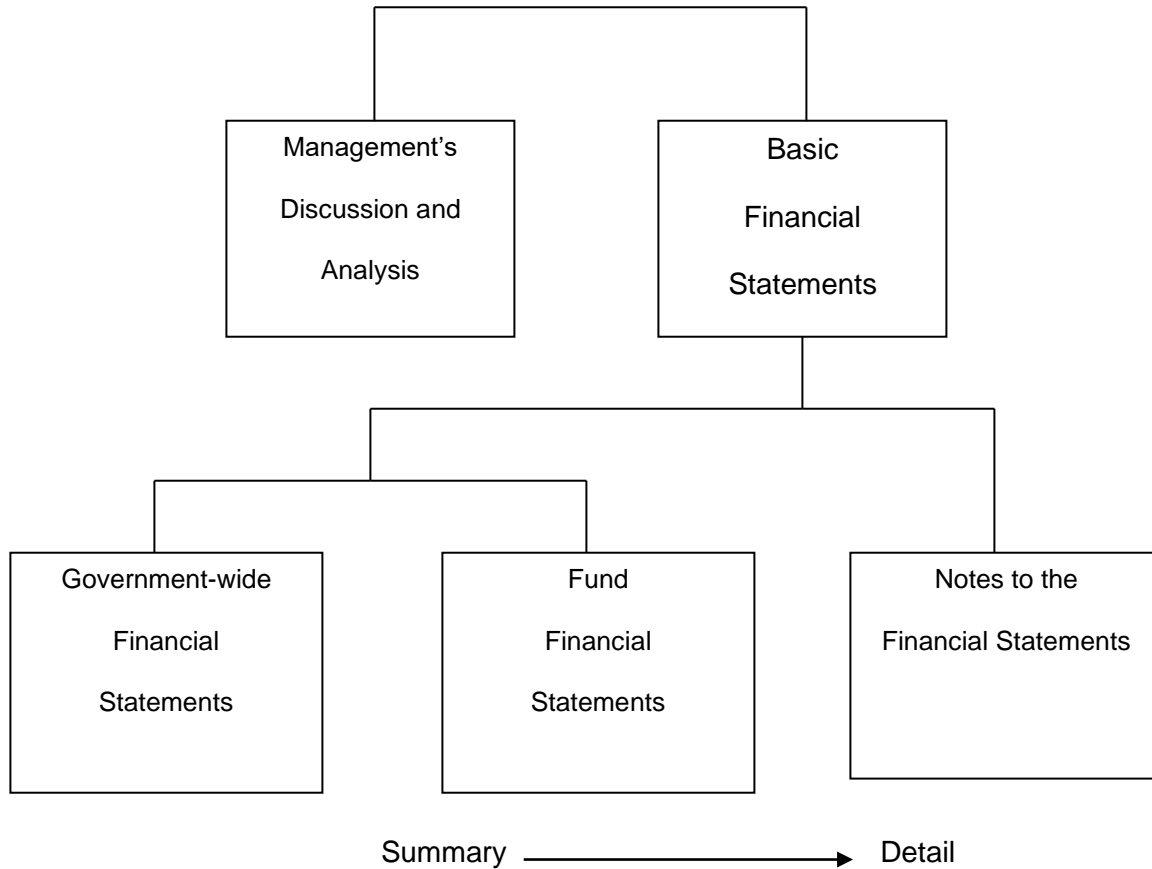 Management’s
Discussion and
Analysis
Basic
Financial
Statements
Government-wide
Financial
Statements
Fund
Financial
Statements
Notes to the
Financial Statements
Summary Detail